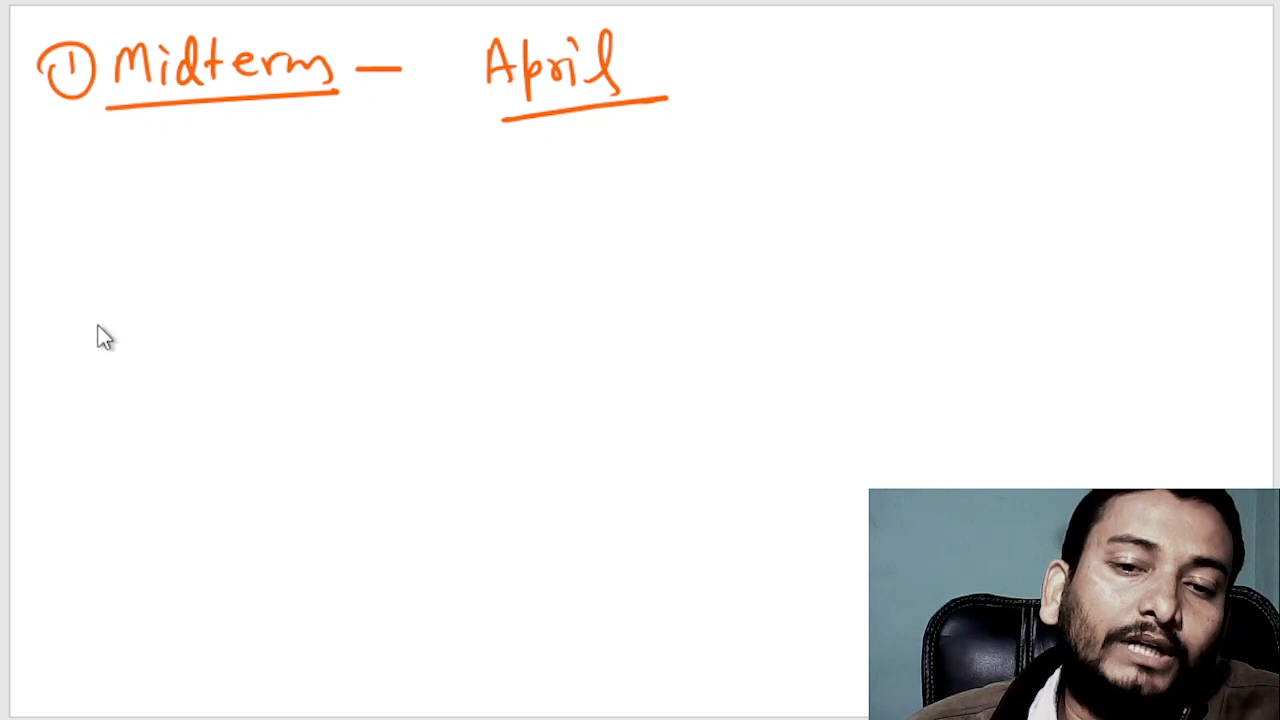 ① Midterm — April